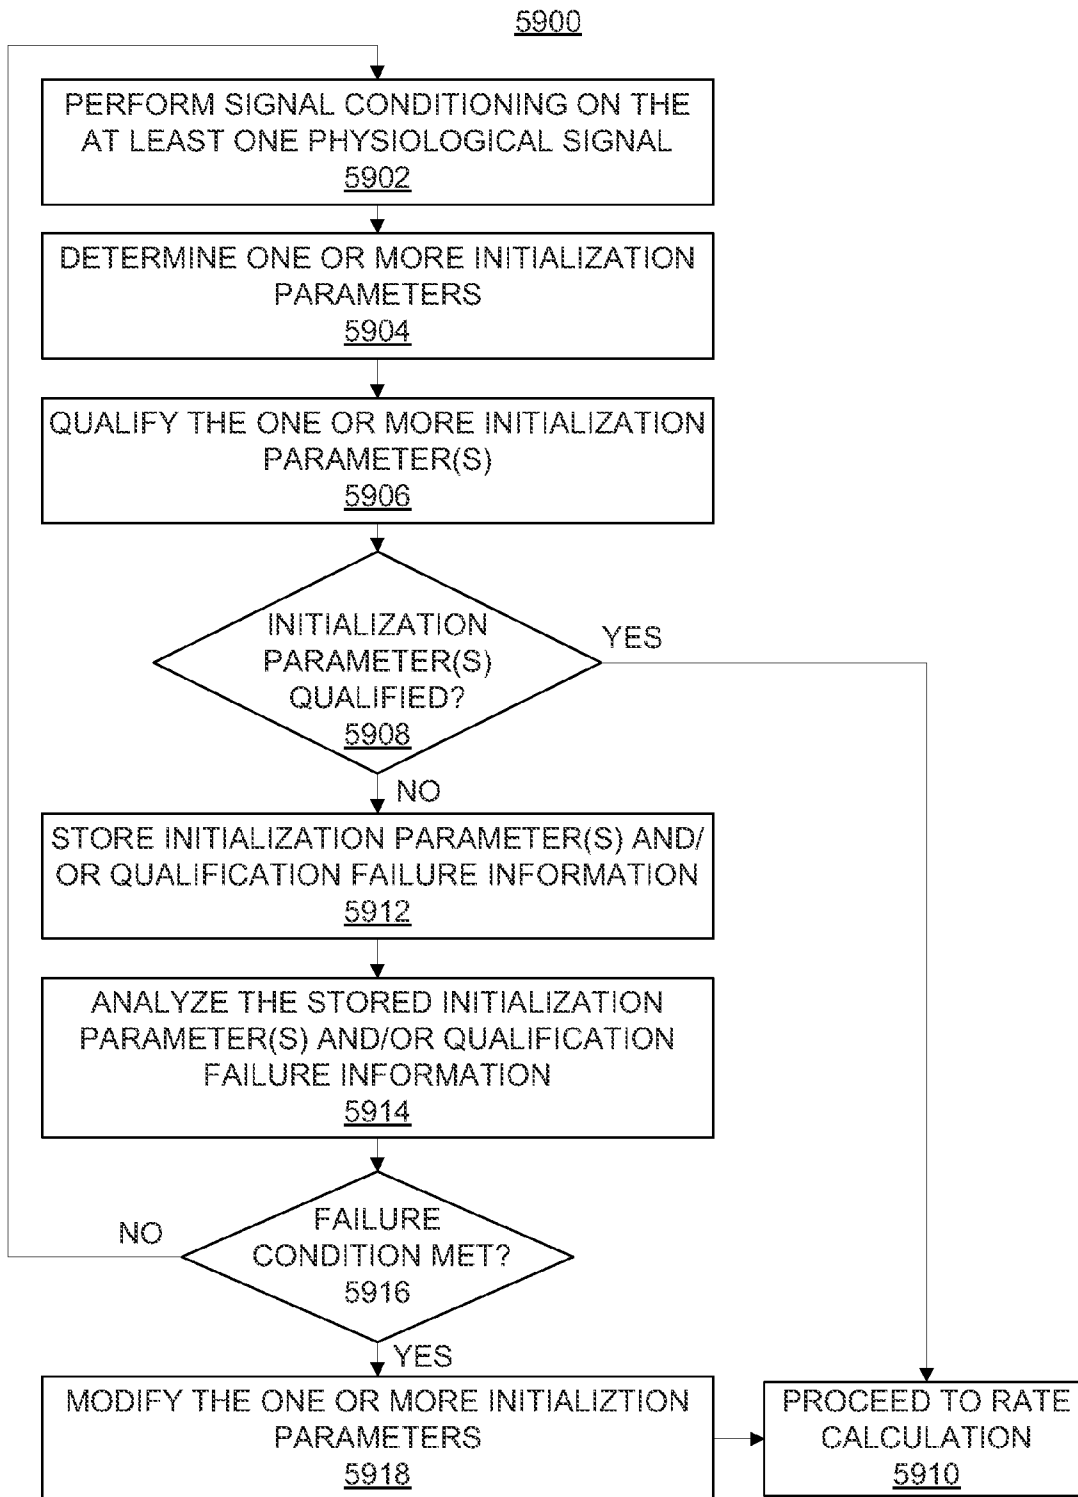 5900
PERFORM SIGNAL CONDITIONING ON THE
AT LEAST ONE PHYSIOLOGICAL SIGNAL
5902
DETERMINE ONE OR MORE INITIALIZATION
PARAMETERS
5904
QUALIFY THE ONE OR MORE INITIALIZATION
PARAMETER(S)
5906
INITIALIZATION
PARAMETER(S)
QUALIFIED?
5908
YES
NO
STORE INITIALIZATION PARAMETER(S) AND/
OR QUALIFICATION FAILURE INFORMATION
5912
ANALYZE THE STORED INITIALIZATION
PARAMETER(S) AND/OR QUALIFICATION
FAILURE INFORMATION
5914
FAILURE
CONDITION MET?
5916
NO
YES
MODIFY THE ONE OR MORE INITIALIZTION
PARAMETERS
5918
PROCEED TO RATE
CALCULATION
5910